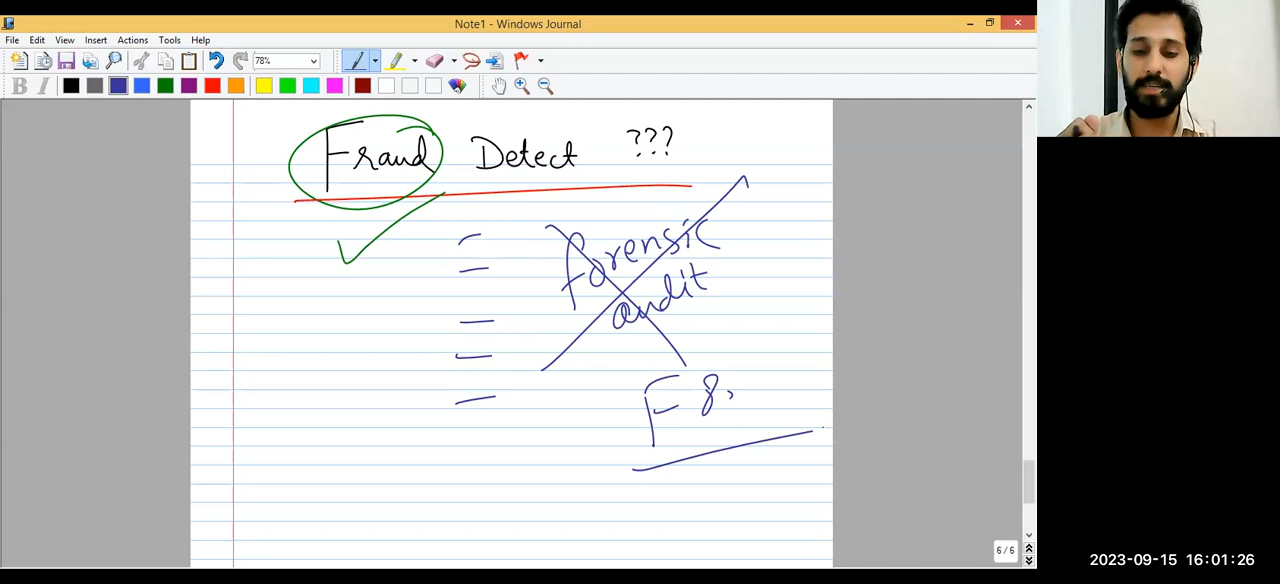 Note1 - Windows Journal
File Edit View Insert Actions Tools Help
78%
B I
Fraud Detect ???
forensic
audit
F 8,
6 / 6
2023-09-15 16:01:26